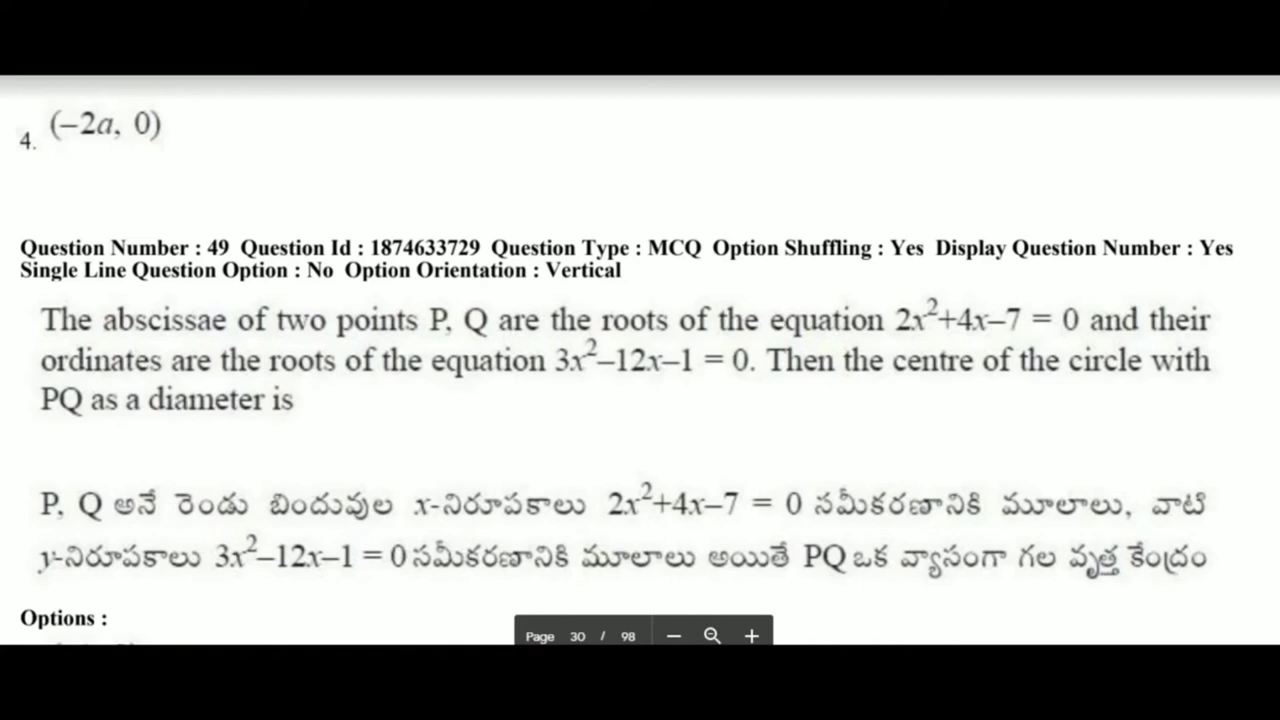 4. (–2a, 0)
Question Number : 49 Question Id : 1874633729 Question Type : MCQ Option Shuffling : Yes Display Question Number : Yes
Single Line Question Option : No Option Orientation : Vertical
The abscissae of two points P, Q are the roots of the equation 2x²+4x–7 = 0 and their
ordinates are the roots of the equation 3x²–12x–1 = 0. Then the centre of the circle with
PQ as a diameter is
P, Q అనే రెండు బిందువుల x-నిరూపకాలు 2x²+4x–7 = 0 సమీకరణానికి మూలాలు, వాటి
y-నిరూపకాలు 3x²–12x–1 = 0 సమీకరణానికి మూలాలు అయితే PQ ఒక వ్యాసంగా గల వృత్త కేంద్రం
Options :
Page 30 / 98